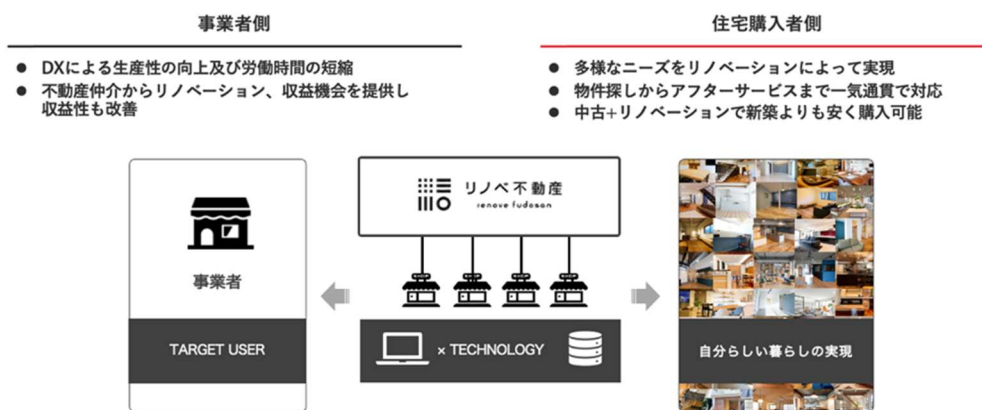 事業者側
● DXによる生産性の向上及び労働時間の短縮
● 不動産仲介からリノベーション、収益機会を提供し
収益性も改善
住宅購入者側
● 多様なニーズをリノベーションによって実現
● 物件探しからアフターサービスまで一気通貫で対応
● 中古+リノベーションで新築よりも安く購入可能
事業者
TARGET USER
リノベ不動産
renove fudosan
× TECHNOLOGY
自分らしい暮らしの実現